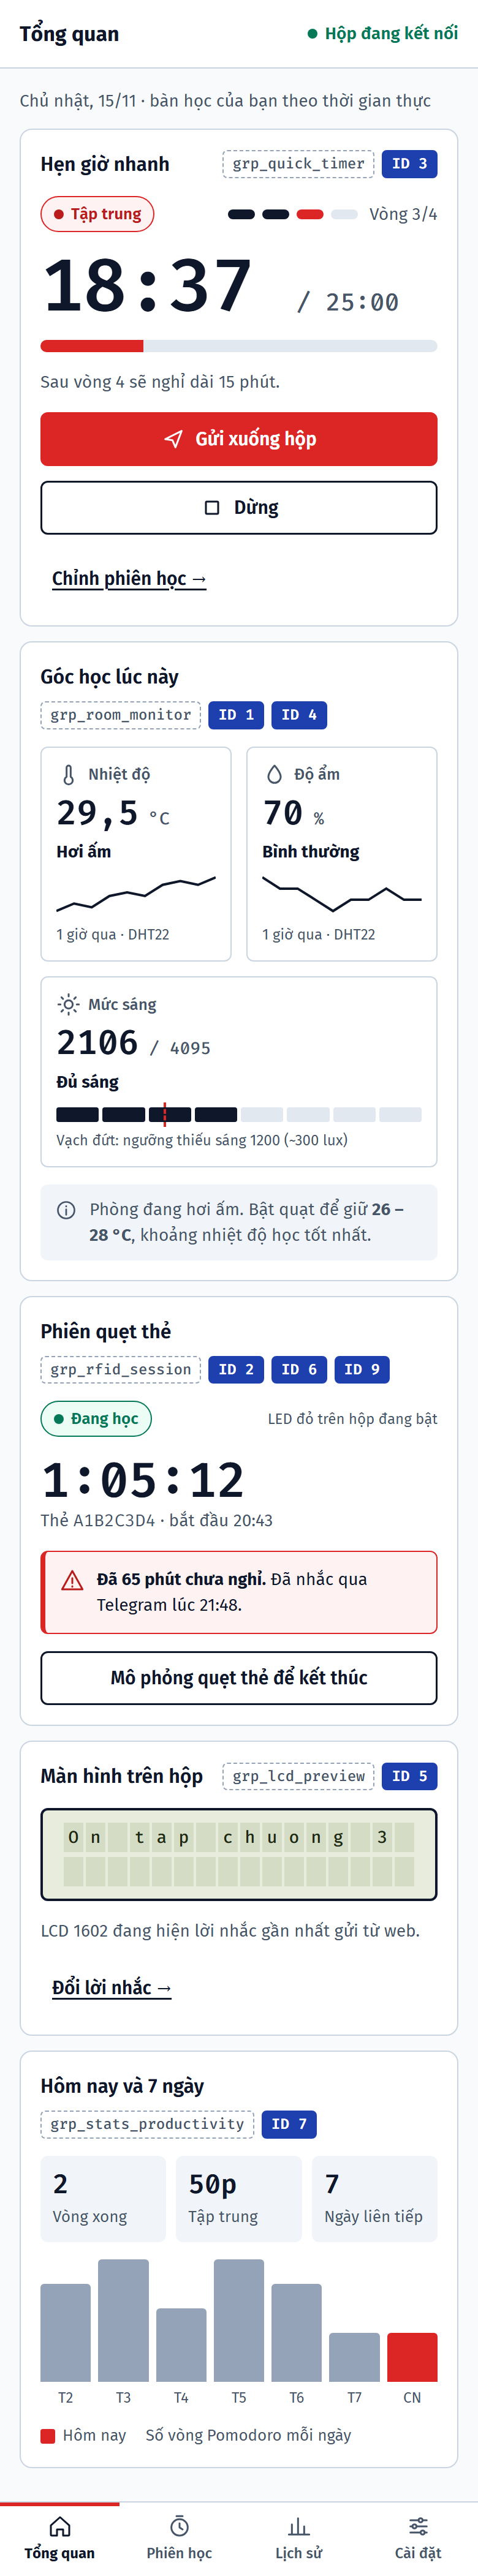 Tổng quan
Hộp đang kết nối
Chủ nhật, 15/11 · bàn học của bạn theo thời gian thực
Hẹn giờ nhanh
grp_quick_timer
ID 3
Tập trung
Vòng 3/4
18:37 / 25:00
Sau vòng 4 sẽ nghỉ dài 15 phút.
Gửi xuống hộp
Dừng
Chỉnh phiên học →
Góc học lúc này
grp_room_monitor
ID 1
ID 4
Nhiệt độ
29,5 °C
Hơi ấm
1 giờ qua · DHT22
Độ ẩm
70 %
Bình thường
1 giờ qua · DHT22
Mức sáng
2106 / 4095
Đủ sáng
Vạch đứt: ngưỡng thiếu sáng 1200 (~300 lux)
Phòng đang hơi ấm. Bật quạt để giữ 26 –
28 °C, khoảng nhiệt độ học tốt nhất.
Phiên quẹt thẻ
grp_rfid_session
ID 2
ID 6
ID 9
Đang học
LED đỏ trên hộp đang bật
1:05:12
Thẻ A1B2C3D4 · bắt đầu 20:43
Đã 65 phút chưa nghỉ. Đã nhắc qua
Telegram lúc 21:48.
Mô phỏng quẹt thẻ để kết thúc
Màn hình trên hộp
grp_lcd_preview
ID 5
On tap chuong 3
LCD 1602 đang hiện lời nhắc gần nhất gửi từ web.
Đổi lời nhắc →
Hôm nay và 7 ngày
grp_stats_productivity
ID 7
2
Vòng xong
50p
Tập trung
7
Ngày liên tiếp
T2 T3 T4 T5 T6 T7 CN
Hôm nay
Số vòng Pomodoro mỗi ngày
Tổng quan
Phiên học
Lịch sử
Cài đặt